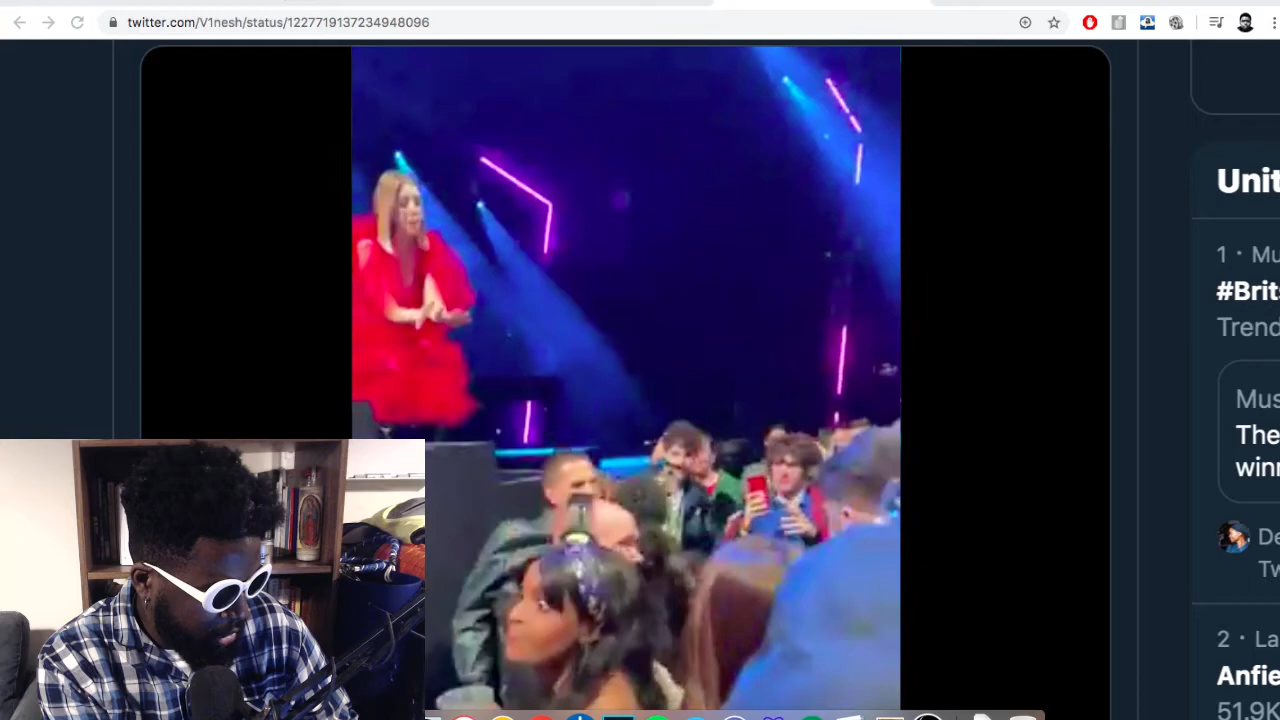 twitter.com/V1nesh/status/1227719137234948096
Unit
1 · Mu
#Brit
Trend
Mus
The
winn
De
Tw
2 · La
Anfie
51.9K